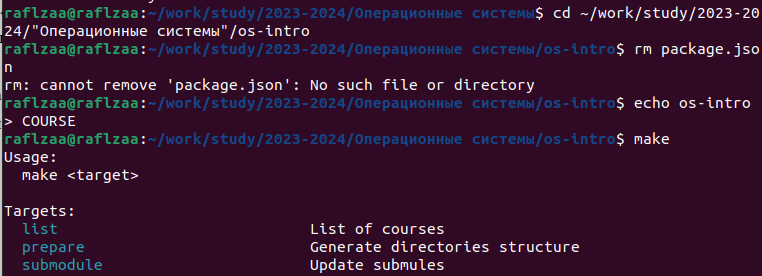 raflzaa@raflzaa:~/work/study/2023-2024/Операционные системы$ cd ~/work/study/2023-20
24/"Операционные системы"/os-intro
raflzaa@raflzaa:~/work/study/2023-2024/Операционные системы/os-intro$ rm package.jso
n
rm: cannot remove 'package.json': No such file or directory
raflzaa@raflzaa:~/work/study/2023-2024/Операционные системы/os-intro$ echo os-intro 
> COURSE
raflzaa@raflzaa:~/work/study/2023-2024/Операционные системы/os-intro$ make
Usage:
  make <target>
Targets:
  list                            List of courses
  prepare                         Generate directories structure
  submodule                       Update submules